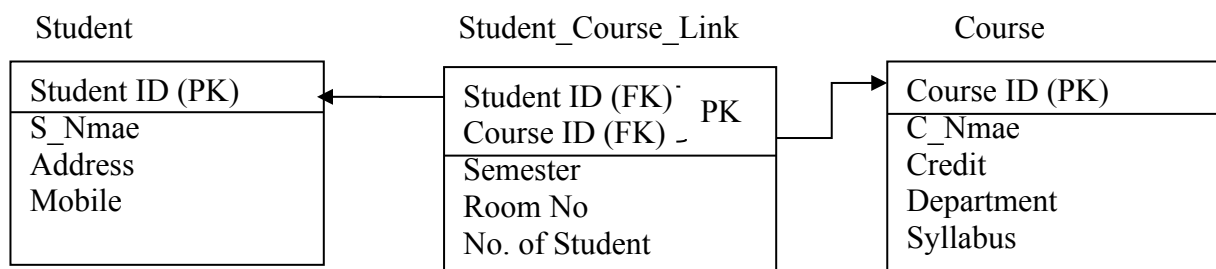 Student
Student ID (PK)
S_Nmae
Address
Mobile
Student_Course_Link
Student ID (FK)
Course ID (FK)
PK
Semester
Room No
No. of Student
Course
Course ID (PK)
C_Nmae
Credit
Department
Syllabus